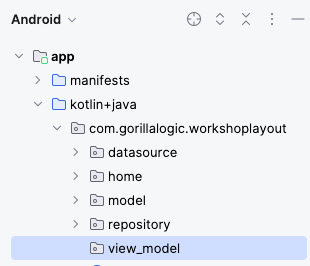 Android
app
manifests
kotlin+java
com.gorillalogic.workshoplayout
datasource
home
model
repository
view_model